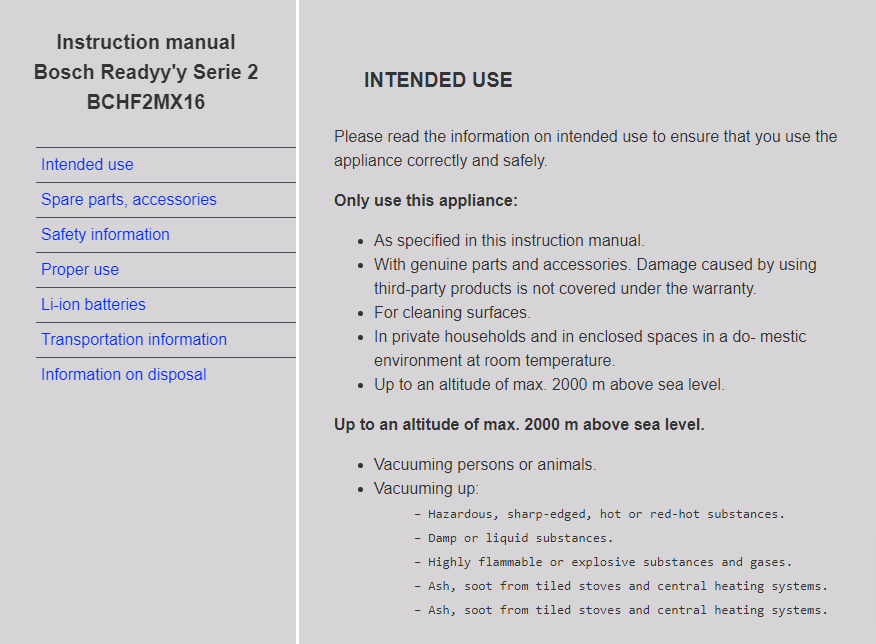 Instruction manual
Bosch Readyy'y Serie 2
BCHF2MX16
Intended use
Spare parts, accessories
Safety information
Proper use
Li-ion batteries
Transportation information
Information on disposal
INTENDED USE
Please read the information on intended use to ensure that you use the
appliance correctly and safely.
Only use this appliance:
• As specified in this instruction manual.
• With genuine parts and accessories. Damage caused by using
third-party products is not covered under the warranty.
• For cleaning surfaces.
• In private households and in enclosed spaces in a do- mestic
environment at room temperature.
• Up to an altitude of max. 2000 m above sea level.
Up to an altitude of max. 2000 m above sea level.
• Vacuuming persons or animals.
• Vacuuming up:
– Hazardous, sharp-edged, hot or red-hot substances.
– Damp or liquid substances.
– Highly flammable or explosive substances and gases.
– Ash, soot from tiled stoves and central heating systems.
– Ash, soot from tiled stoves and central heating systems.